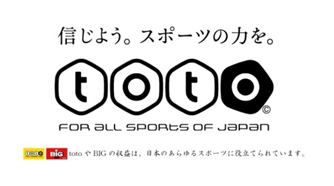 信じよう。スポーツの力を。
toto
©
FOR ALL SPORTS OF JAPAN
toto BIG totoやBIGの収益は、日本のあらゆるスポーツに役立てられています。